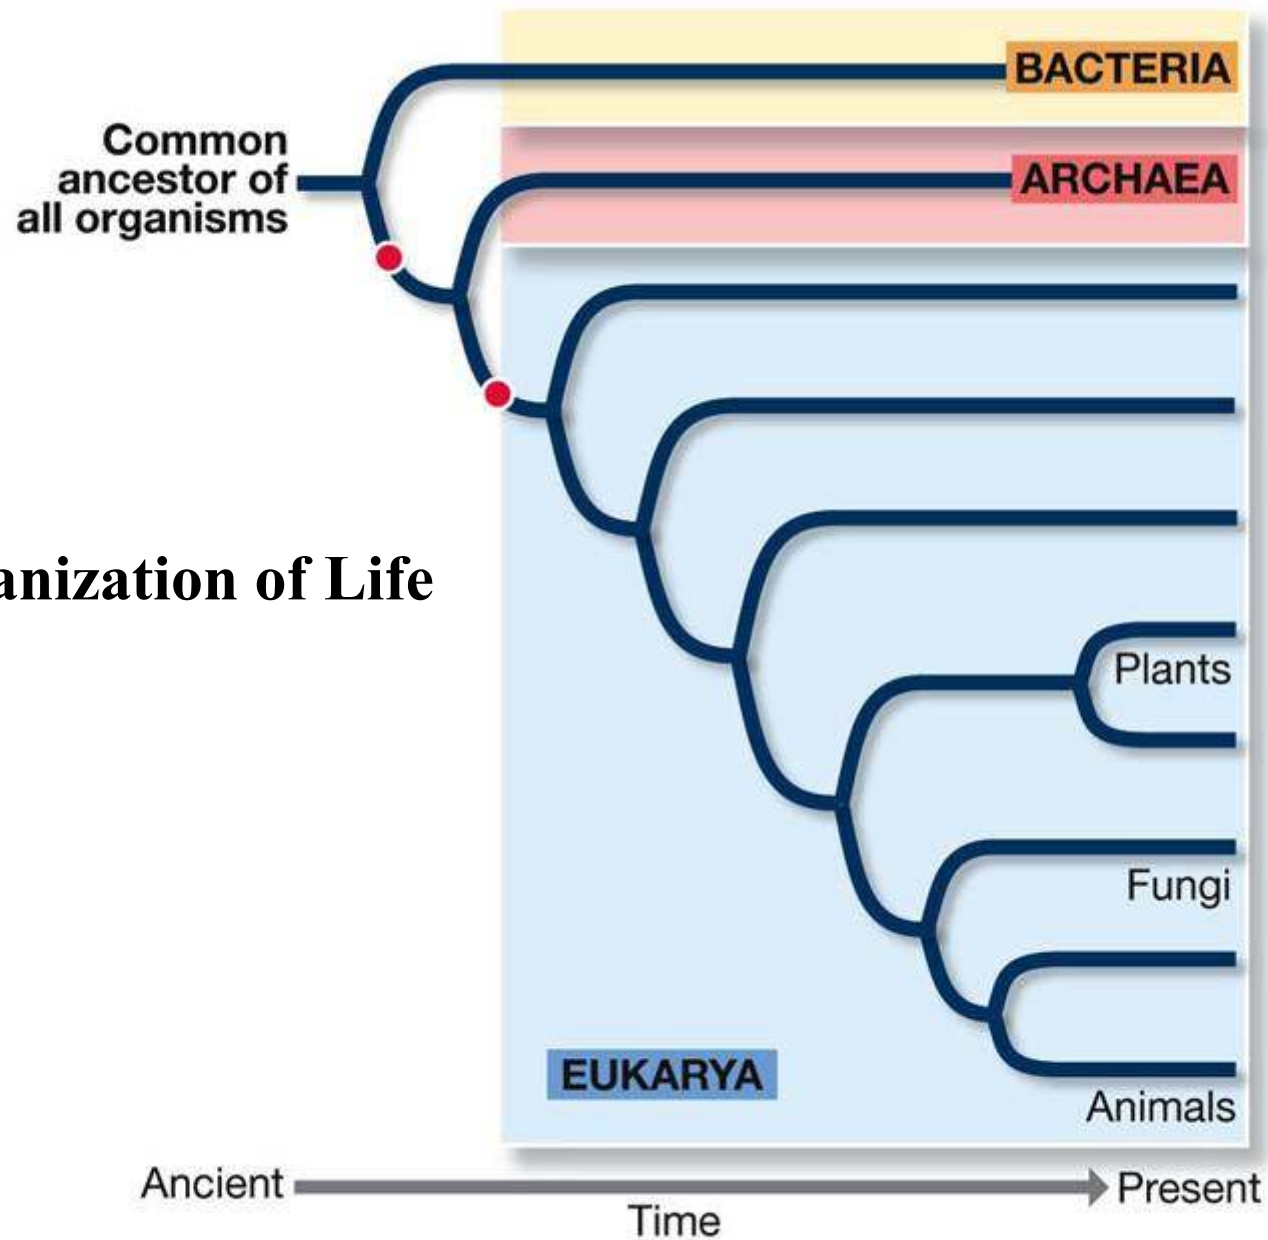 BACTERIA
Common
ancestor of
all organisms
ARCHAEA
anization of Life
Plants
Fungi
EUKARYA
Animals
Ancient
Present
Time